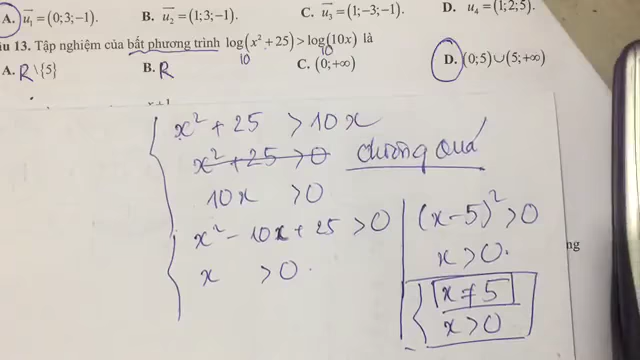 A. u₁ = (0;3;−1). B. u₂ = (1;3;−1). C. u₃ = (1;−3;−1). D. u₄ = (1;2;5).
âu 13. Tập nghiệm của bất phương trình log(x² + 25) > log(10x) là
10 10
A. R\{5} B. R C. (0;+∞) D. (0;5)∪(5;+∞)
x² + 25 > 10x
x² + 25 > 0 dương quá
10x > 0
x² − 10x + 25 > 0
x > 0.
(x−5)² > 0
x > 0.
x ≠ 5
x > 0
ng